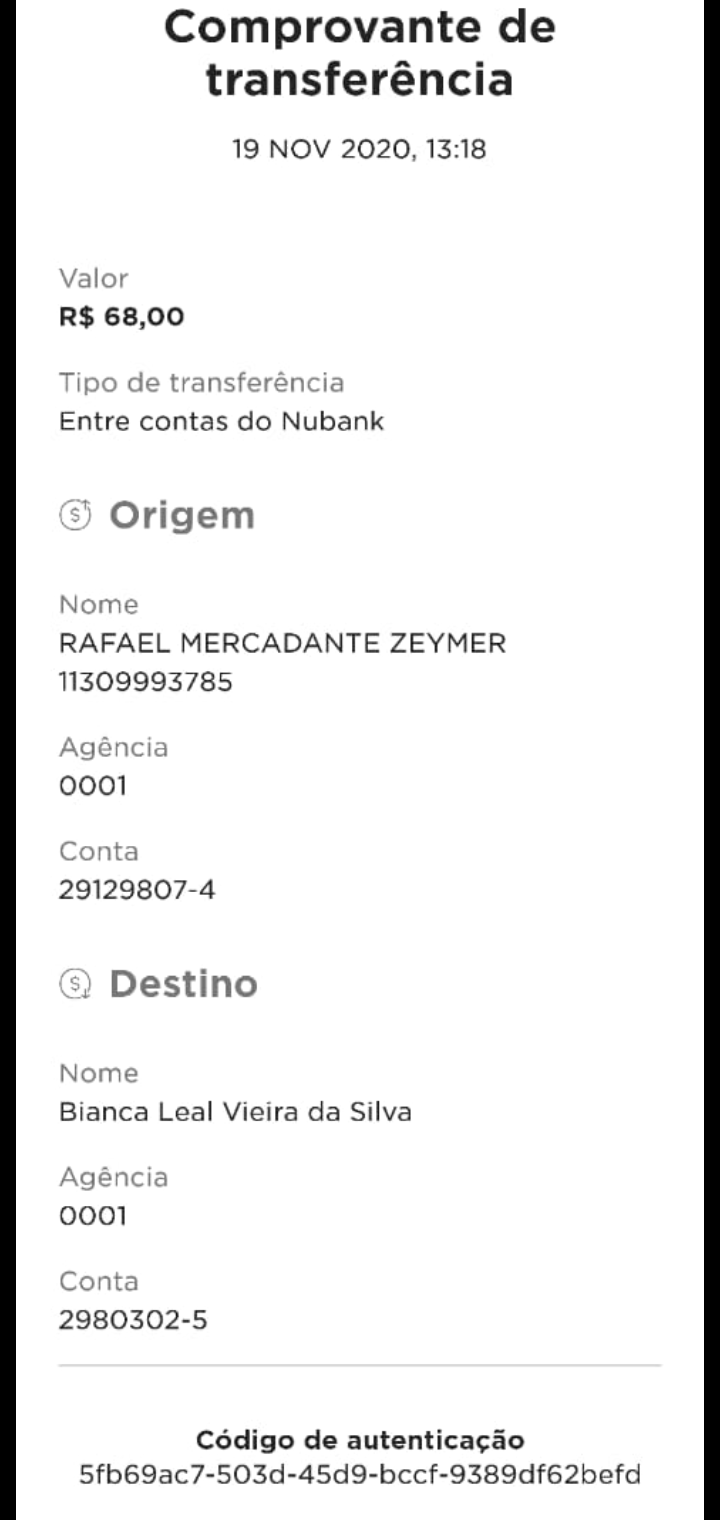 Comprovante de
transferência
19 NOV 2020, 13:18
Valor
R$ 68,00
Tipo de transferência
Entre contas do Nubank
Origem
Nome
RAFAEL MERCADANTE ZEYMER
11309993785
Agência
0001
Conta
29129807-4
Destino
Nome
Bianca Leal Vieira da Silva
Agência
0001
Conta
2980302-5
Código de autenticação
5fb69ac7-503d-45d9-bccf-9389df62befd